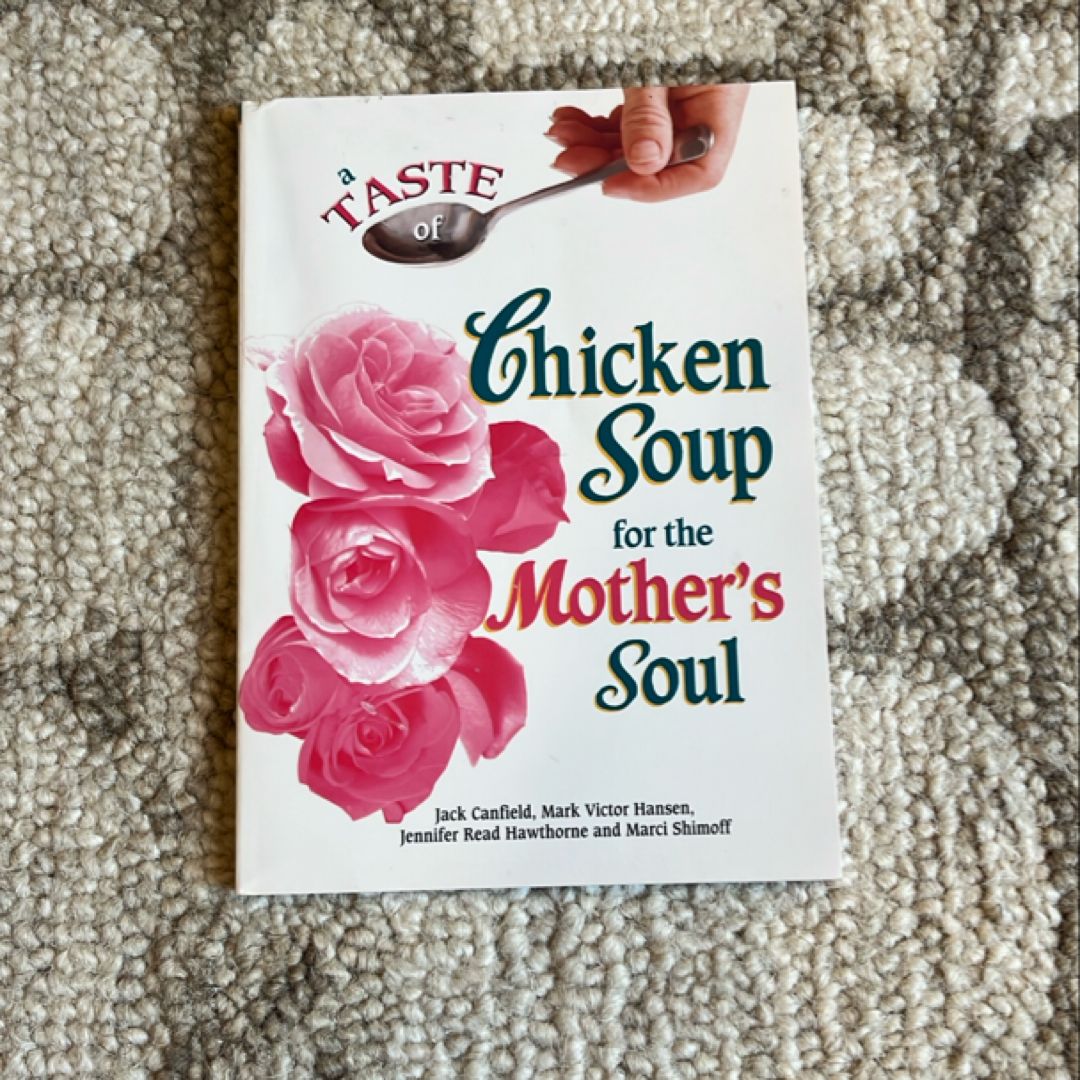 a
TASTE
of
Chicken
Soup
for the
Mother's
Soul
Jack Canfield, Mark Victor Hansen,
Jennifer Read Hawthorne and Marci Shimoff